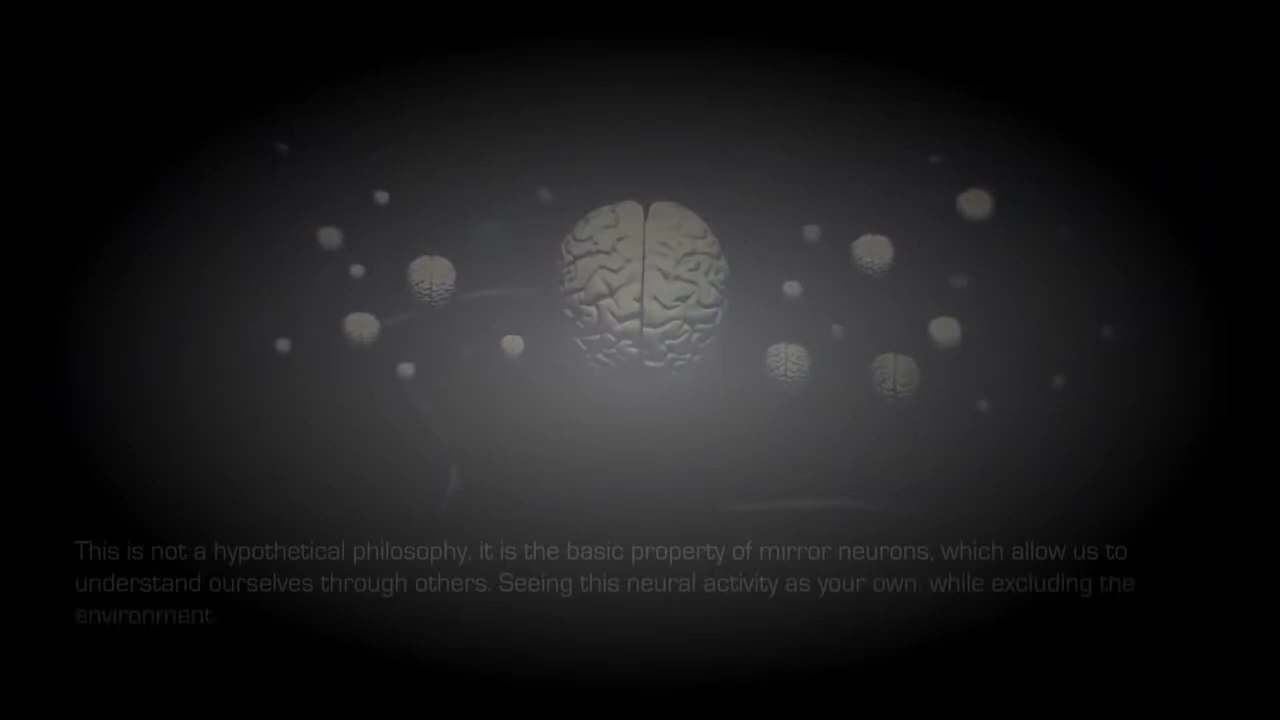 This is not a hypothetical philosophy, it is the basic property of mirror neurons, which allow us to
understand ourselves through others. Seeing this neural activity as your own, while excluding the
environment.